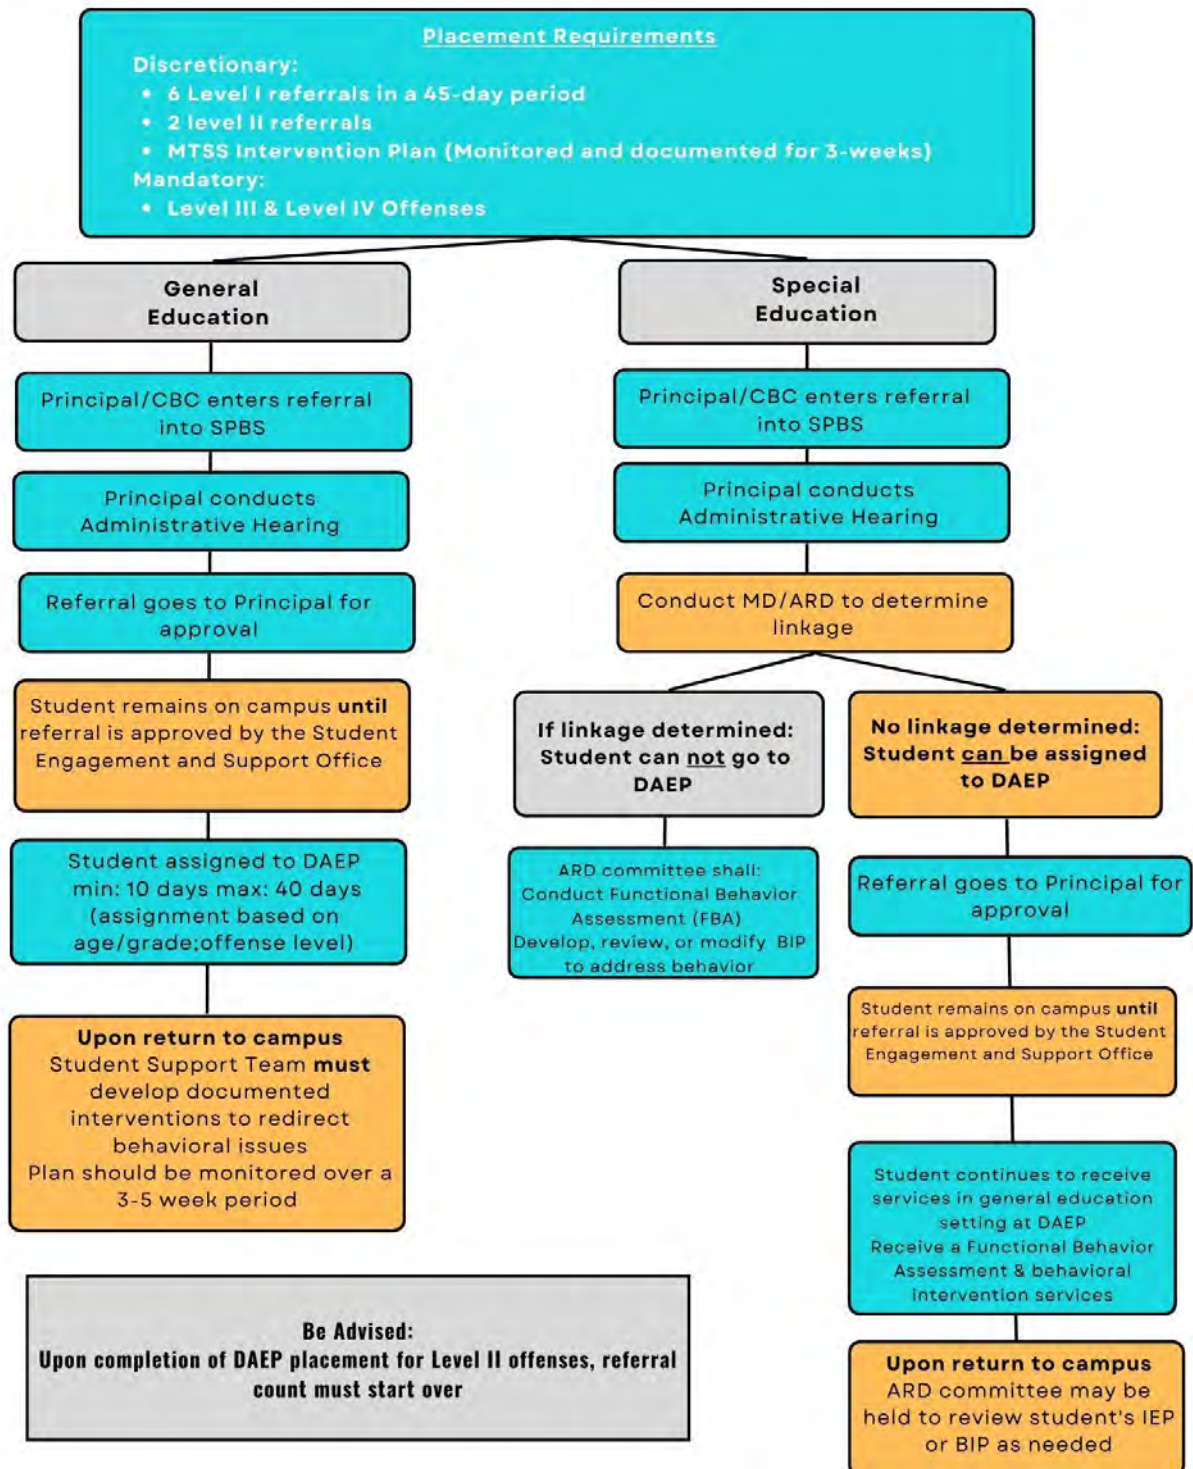 Placement Requirements
Discretionary:
• 6 Level I referrals in a 45-day period
• 2 level II referrals
• MTSS Intervention Plan (Monitored and documented for 3-weeks)
Mandatory:
• Level III & Level IV Offenses
General
Education
Principal/CBC enters referral
into SPBS
Principal conducts
Administrative Hearing
Referral goes to Principal for
approval
Student remains on campus until
referral is approved by the Student
Engagement and Support Office
Student assigned to DAEP
min: 10 days max: 40 days
(assignment based on
age/grade;offense level)
Upon return to campus
Student Support Team must
develop documented
interventions to redirect
behavioral issues
Plan should be monitored over a
3-5 week period
Special
Education
Principal/CBC enters referral
into SPBS
Principal conducts
Administrative Hearing
Conduct MD/ARD to determine
linkage
If linkage determined:
Student can not go to
DAEP
ARD committee shall:
Conduct Functional Behavior
Assessment (FBA)
Develop, review, or modify BIP
to address behavior
No linkage determined:
Student can be assigned
to DAEP
Referral goes to Principal for
approval
Student remains on campus until
referral is approved by the Student
Engagement and Support Office
Student continues to receive
services in general education
setting at DAEP
Receive a Functional Behavior
Assessment & behavioral
intervention services
Upon return to campus
ARD committee may be
held to review student's IEP
or BIP as needed
Be Advised:
Upon completion of DAEP placement for Level II offenses, referral
count must start over